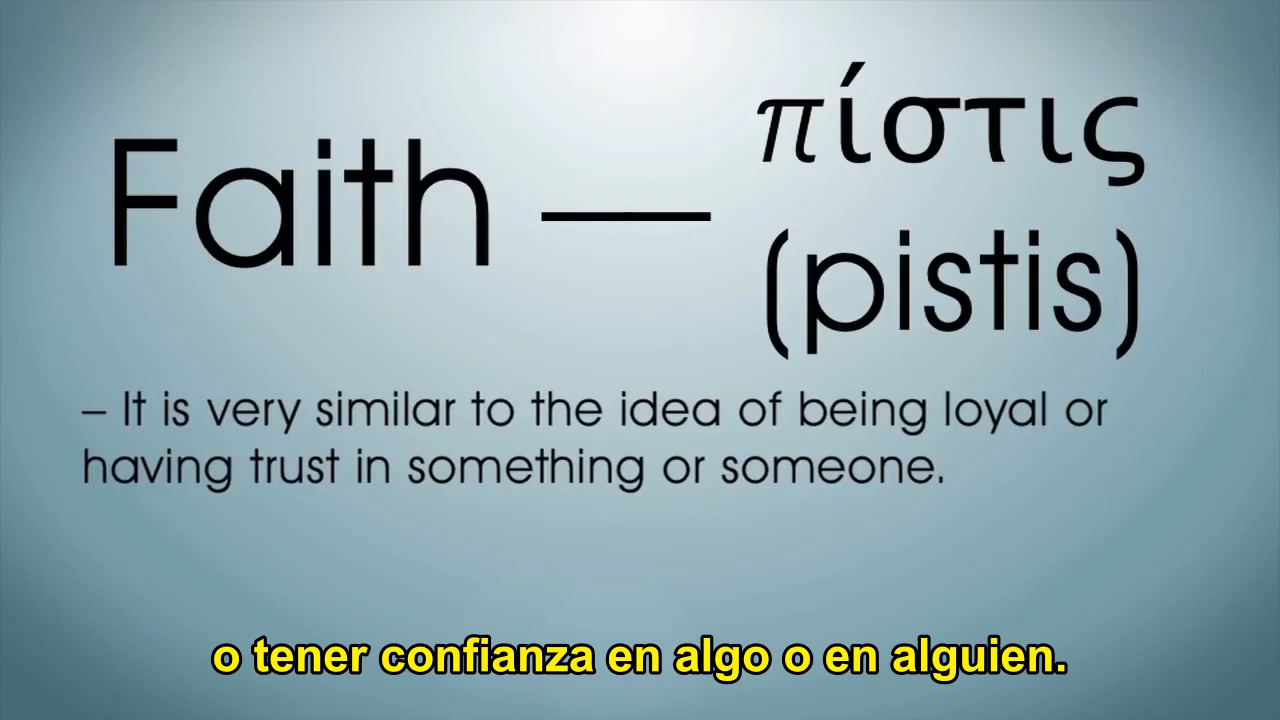 Faith — πίστις
(pistis)
– It is very similar to the idea of being loyal or
having trust in something or someone.
o tener confianza en algo o en alguien.